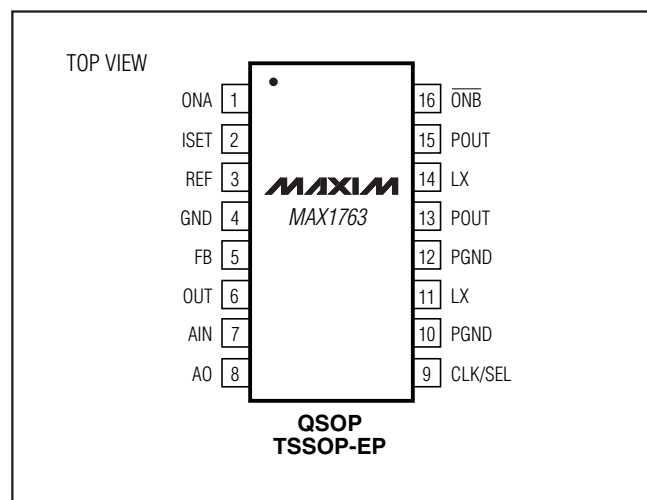 TOP VIEW
ONA 1
ISET 2
REF 3
GND 4
FB 5
OUT 6
AIN 7
AO 8
MAXIM
MAX1763
16 ONB
15 POUT
14 LX
13 POUT
12 PGND
11 LX
10 PGND
9 CLK/SEL
QSOP
TSSOP-EP